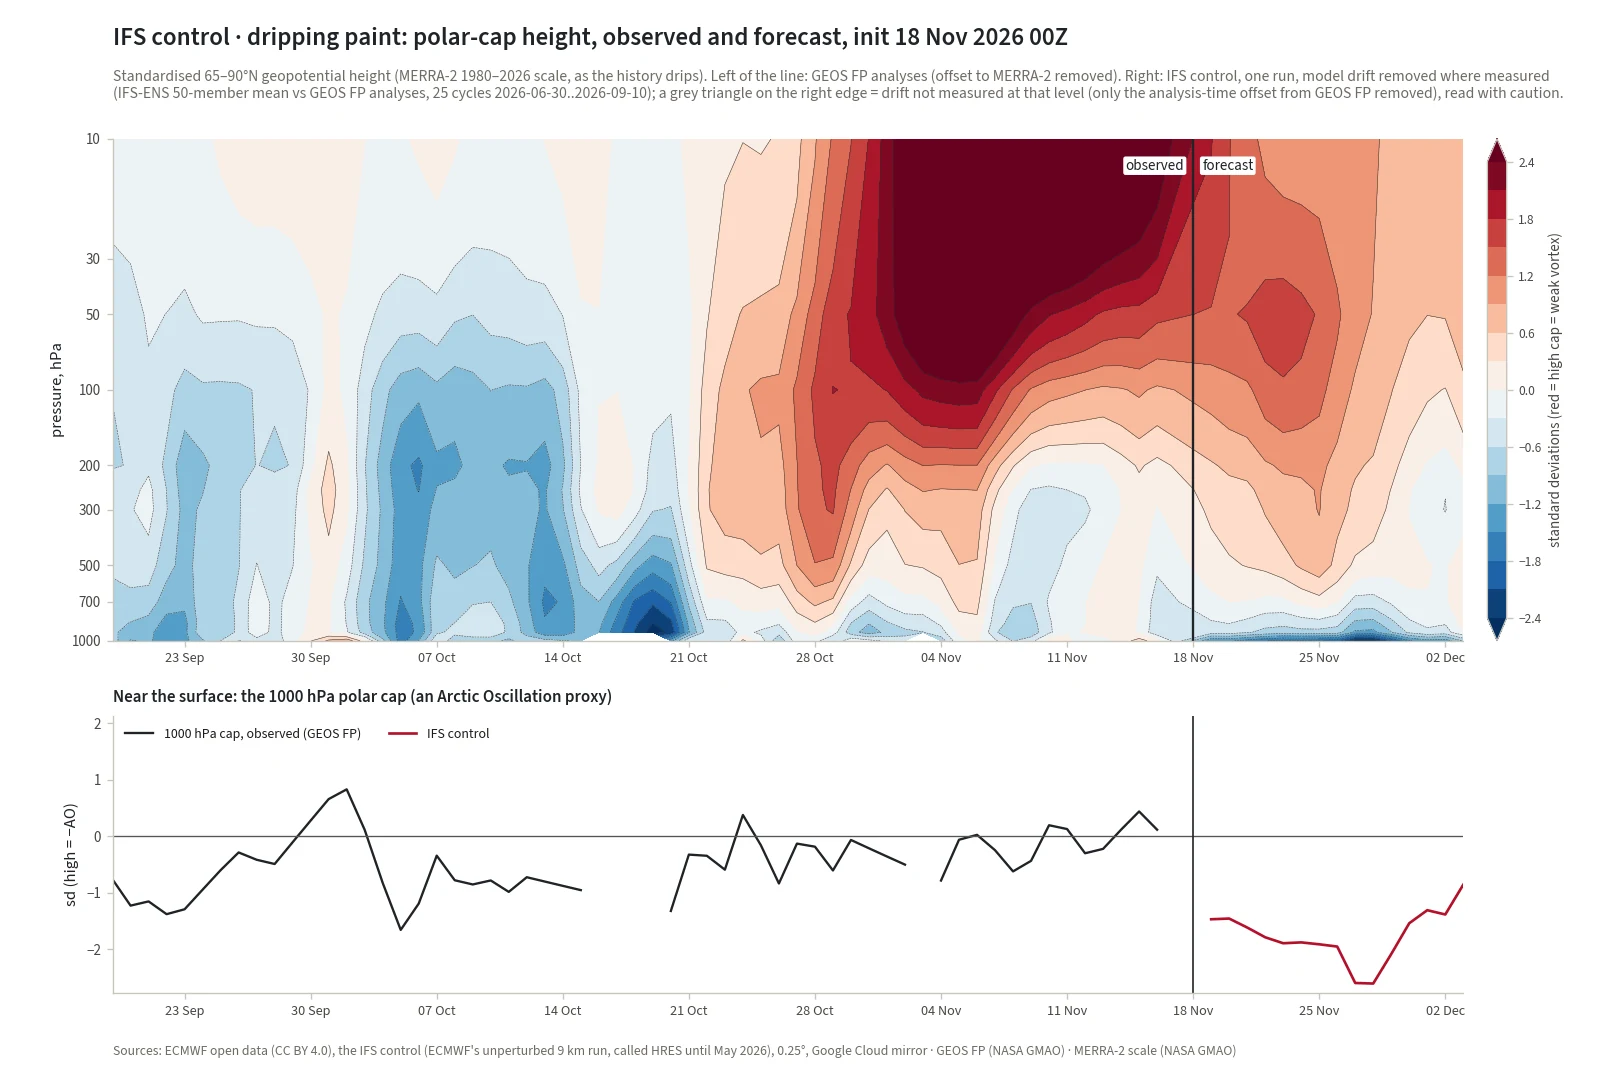 IFS control · dripping paint: polar-cap height, observed and forecast, init 18 Nov 2026 00Z
Standardised 65–90°N geopotential height (MERRA-2 1980–2026 scale, as the history drips). Left of the line: GEOS FP analyses (offset to MERRA-2 removed). Right: IFS control, one run, model drift removed where measured
(IFS-ENS 50-member mean vs GEOS FP analyses, 25 cycles 2026-06-30..2026-09-10); a grey triangle on the right edge = drift not measured at that level (only the analysis-time offset from GEOS FP removed), read with caution.
observed forecast
pressure, hPa
10
30
50
100
200
300
500
700
1000
23 Sep 30 Sep 07 Oct 14 Oct 21 Oct 28 Oct 04 Nov 11 Nov 18 Nov 25 Nov 02 Dec
2.4
1.8
1.2
0.6
0.0
−0.6
−1.2
−1.8
−2.4
standard deviations (red = high cap = weak vortex)
Near the surface: the 1000 hPa polar cap (an Arctic Oscillation proxy)
1000 hPa cap, observed (GEOS FP) IFS control
sd (high = −AO)
2
1
0
−1
−2
23 Sep 30 Sep 07 Oct 14 Oct 21 Oct 28 Oct 04 Nov 11 Nov 18 Nov 25 Nov 02 Dec
Sources: ECMWF open data (CC BY 4.0), the IFS control (ECMWF's unperturbed 9 km run, called HRES until May 2026), 0.25°, Google Cloud mirror · GEOS FP (NASA GMAO) · MERRA-2 scale (NASA GMAO)